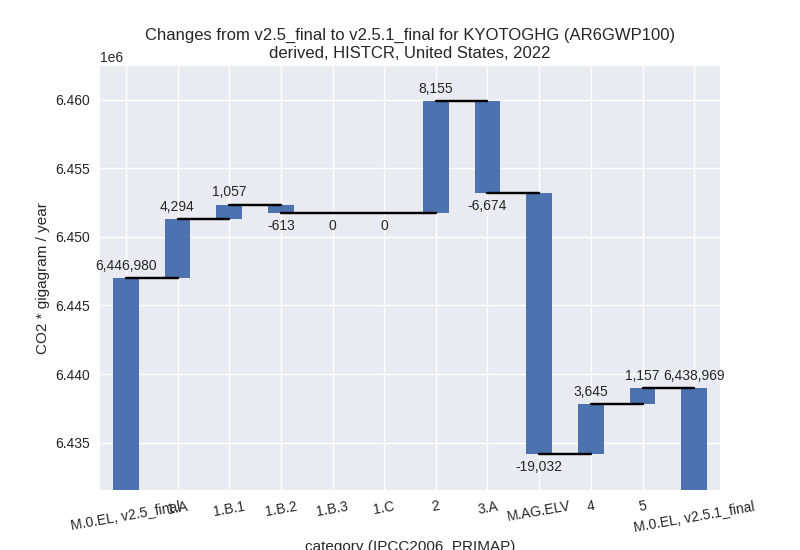 Changes from v2.5_final to v2.5.1_final for KYOTOGHG (AR6GWP100)
derived, HISTCR, United States, 2022
1e6
6.460
6.455
6.450
6.445
6.440
6.435
CO2 * gigagram / year
6,446,980
4,294
1,057
-613
0
0
8,155
-6,674
-19,032
3,645
1,157
6,438,969
M.0.EL, v2.5_final
1.A
1.B.1
1.B.2
1.B.3
1.C
2
3.A
M.AG.ELV
4
5
M.0.EL, v2.5.1_final
category (IPCC2006_PRIMAP)